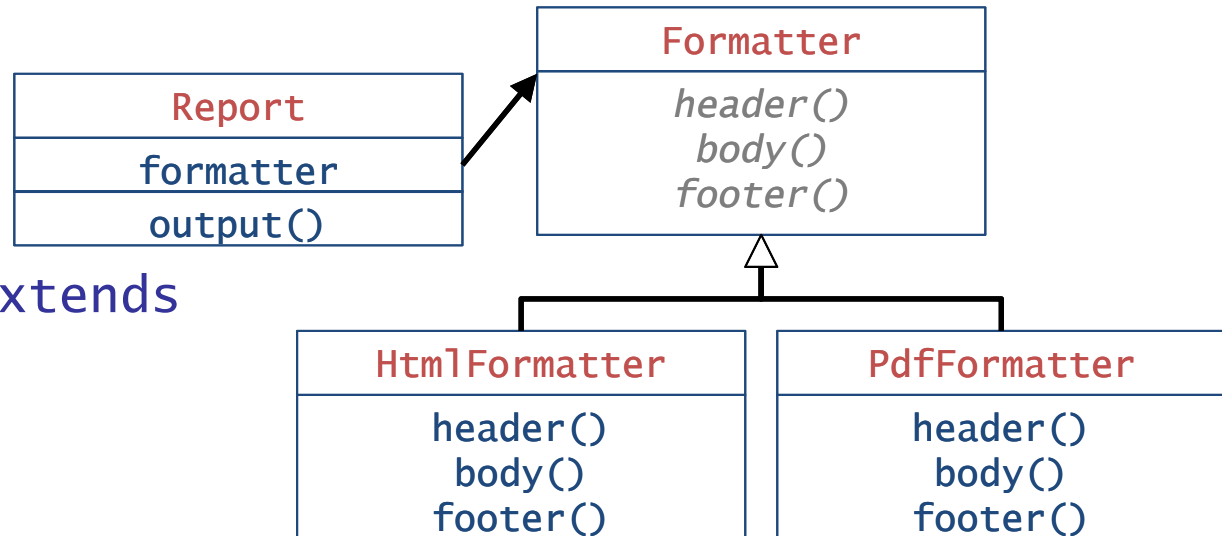 Report
formatter
output()
Formatter
header()
body()
footer()
xtends
HtmlFormatter
header()
body()
footer()
PdfFormatter
header()
body()
footer()